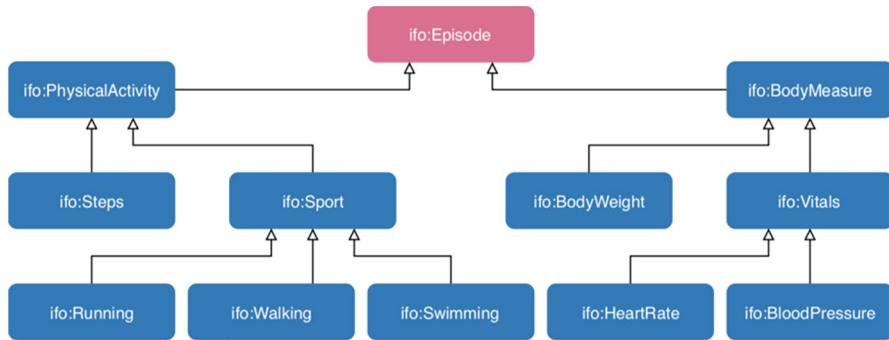 ifo:Episode
ifo:PhysicalActivity
ifo:BodyMeasure
ifo:Steps
ifo:Sport
ifo:BodyWeight
ifo:Vitals
ifo:Running
ifo:Walking
ifo:Swimming
ifo:HeartRate
ifo:BloodPressure